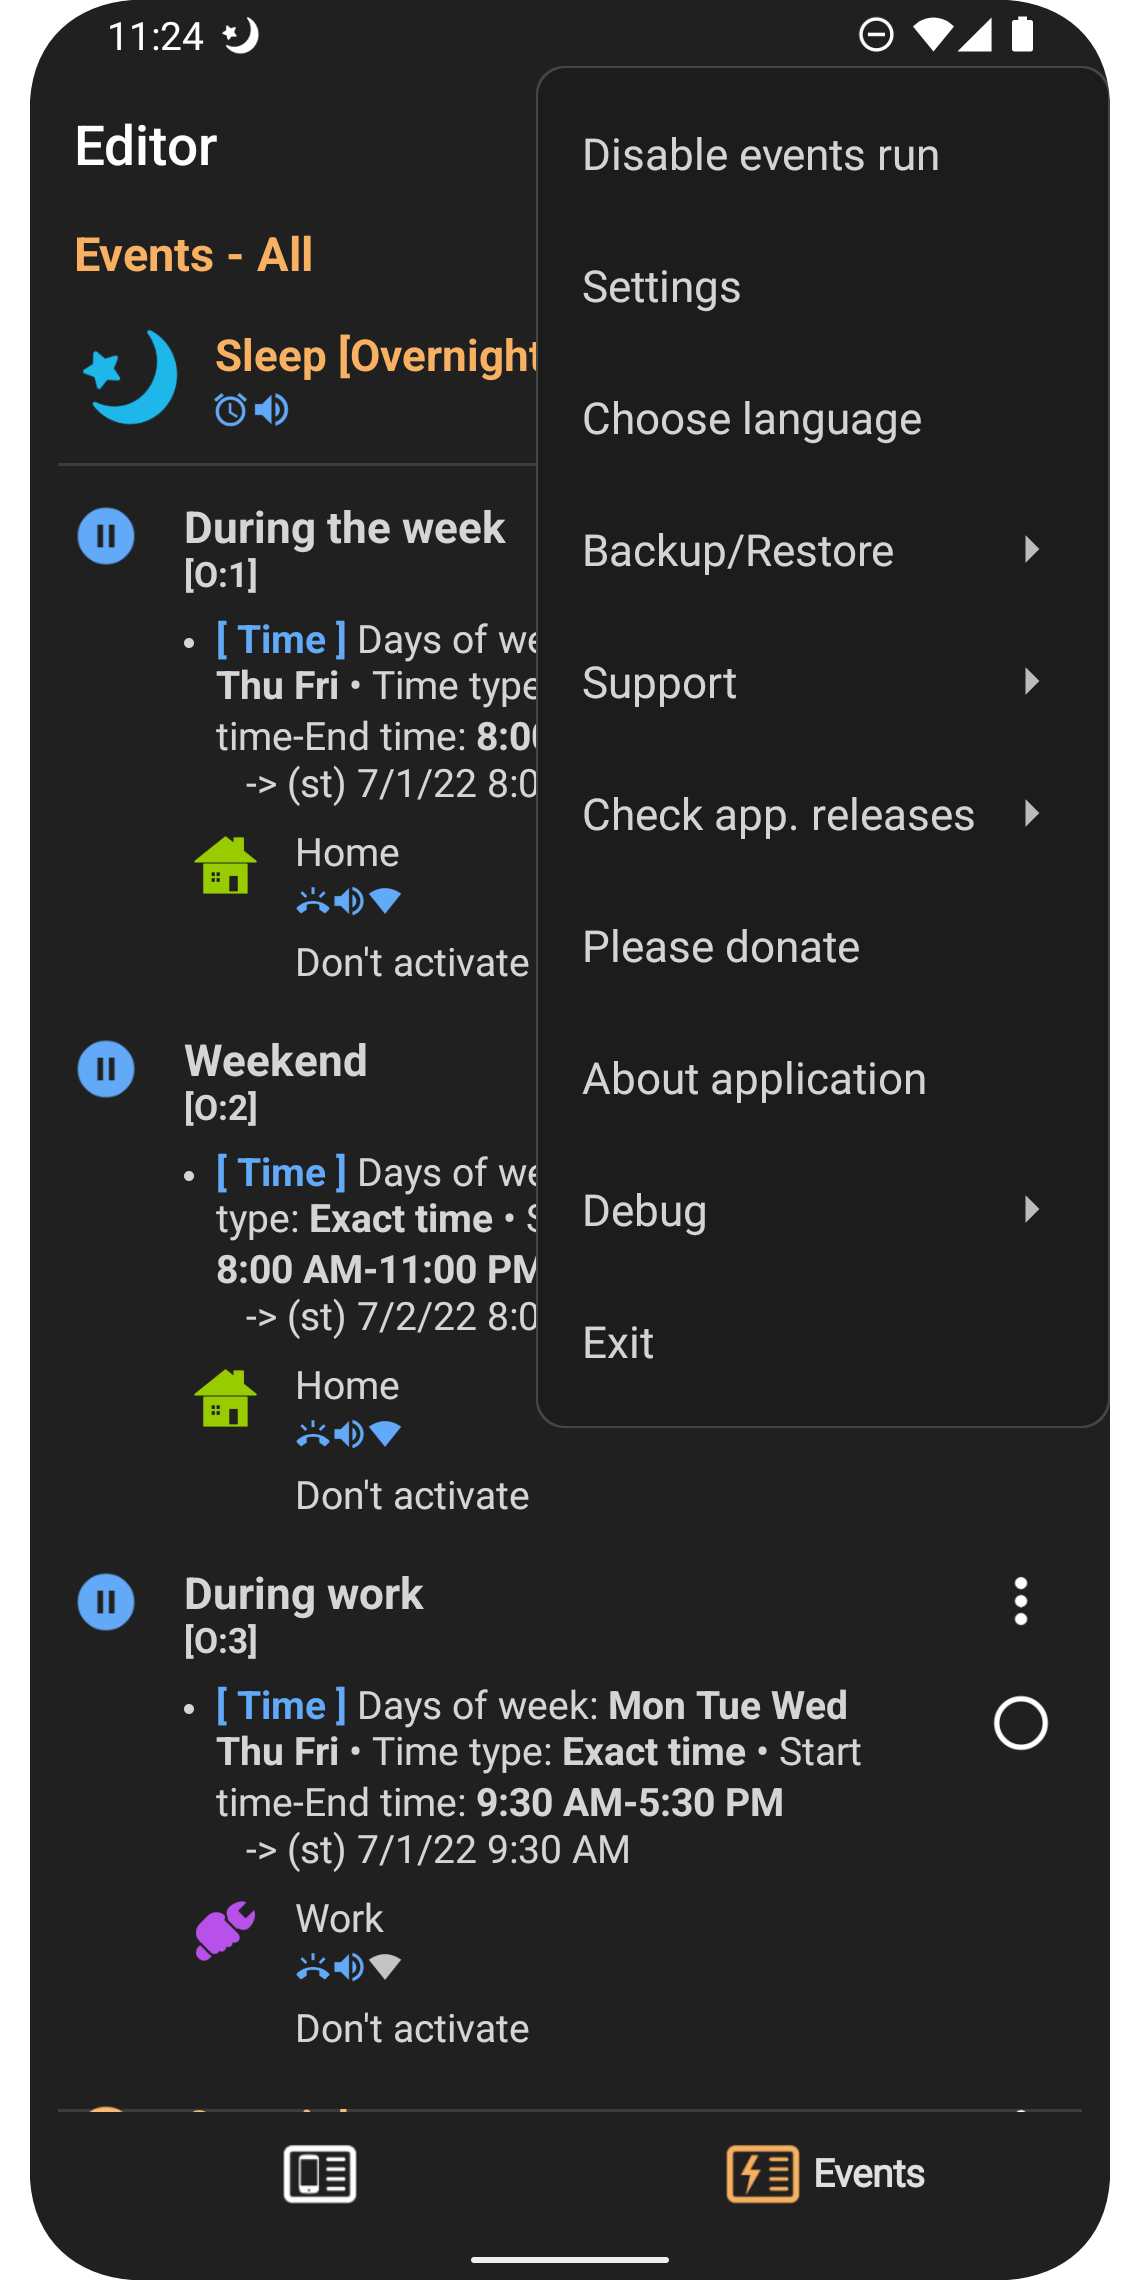 11:24
Editor
Events - All
Sleep [Overnight
During the week
[O:1]
• [ Time ] Days of we
Thu Fri • Time type
time-End time: 8:00
-> (st) 7/1/22 8:0
Home
Don't activate
Weekend
[O:2]
• [ Time ] Days of we
type: Exact time •
8:00 AM-11:00 PM
-> (st) 7/2/22 8:0
Home
Don't activate
During work
[O:3]
• [ Time ] Days of week: Mon Tue Wed
Thu Fri • Time type: Exact time • Start
time-End time: 9:30 AM-5:30 PM
-> (st) 7/1/22 9:30 AM
Work
Don't activate
Events
Disable events run
Settings
Choose language
Backup/Restore
Support
Check app. releases
Please donate
About application
Debug
Exit